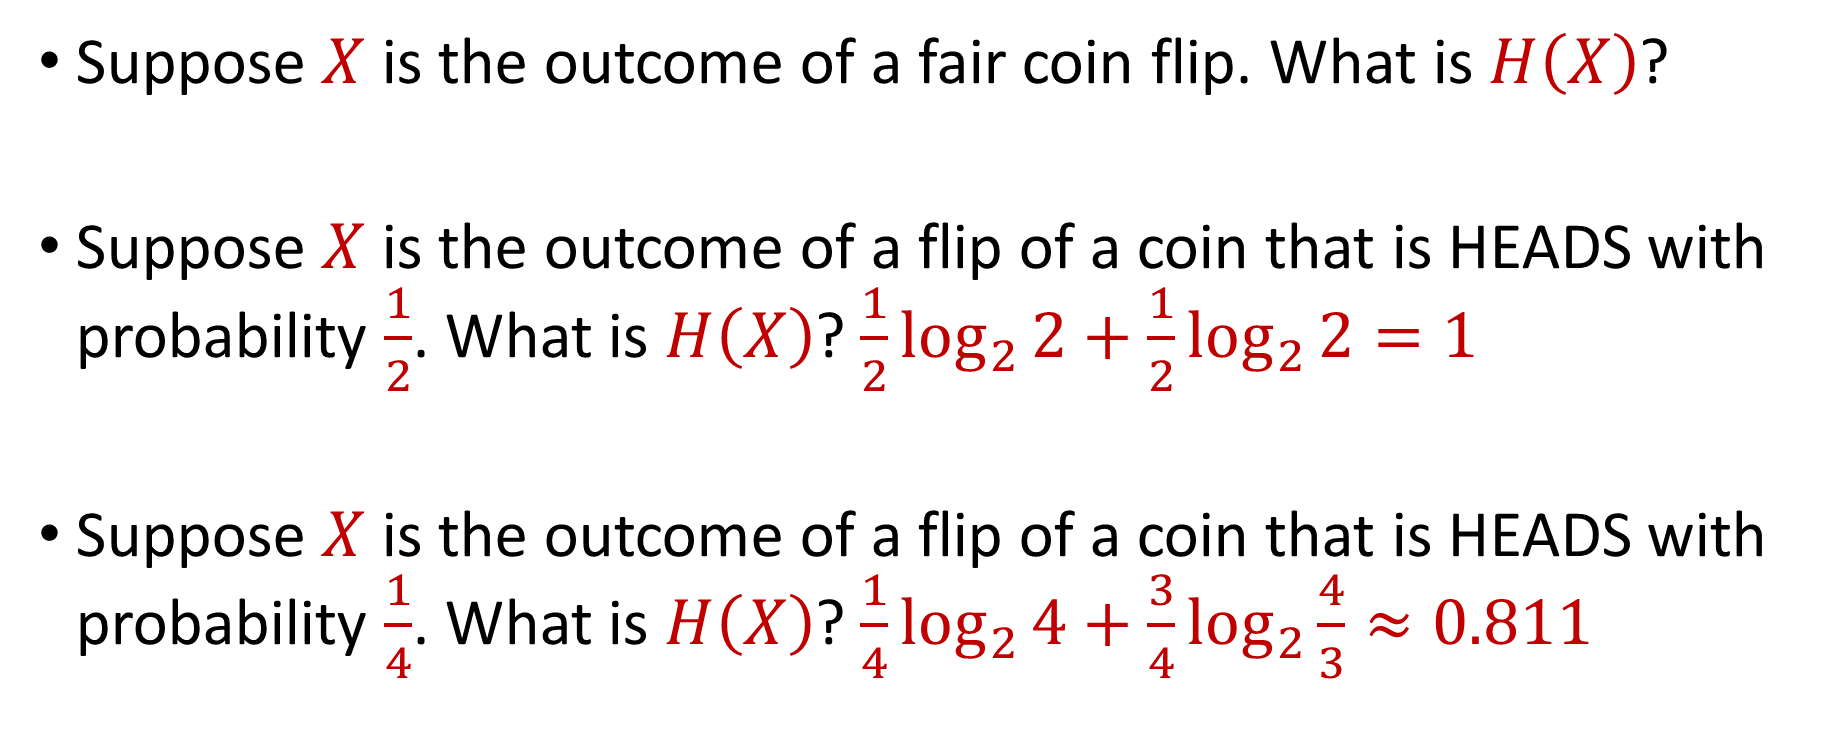 • Suppose X is the outcome of a fair coin flip. What is H(X)?
• Suppose X is the outcome of a flip of a coin that is HEADS with
probability 1/2. What is H(X)? 1/2 log₂ 2 + 1/2 log₂ 2 = 1
• Suppose X is the outcome of a flip of a coin that is HEADS with
probability 1/4. What is H(X)? 1/4 log₂ 4 + 3/4 log₂ 4/3 ≈ 0.811